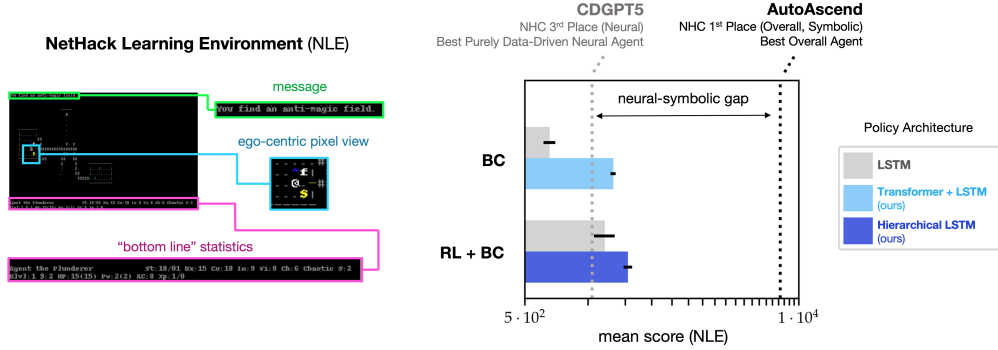 NetHack Learning Environment (NLE)
message
You find an anti-magic field.
ego-centric pixel view
"bottom line" statistics
Agent the Plunderer St:18/01 Dx:15 Co:18 In:9 Wi:8 Ch:6 Chaotic S:2
Dlvl:1 $:2 HP:15(15) Pw:2(2) AC:8 Xp:1/0
CDGPT5
NHC 3rd Place (Neural)
Best Purely Data-Driven Neural Agent
AutoAscend
NHC 1st Place (Overall, Symbolic)
Best Overall Agent
neural-symbolic gap
BC
RL + BC
5 · 10²
1 · 10⁴
mean score (NLE)
Policy Architecture
LSTM
Transformer + LSTM
(ours)
Hierarchical LSTM
(ours)